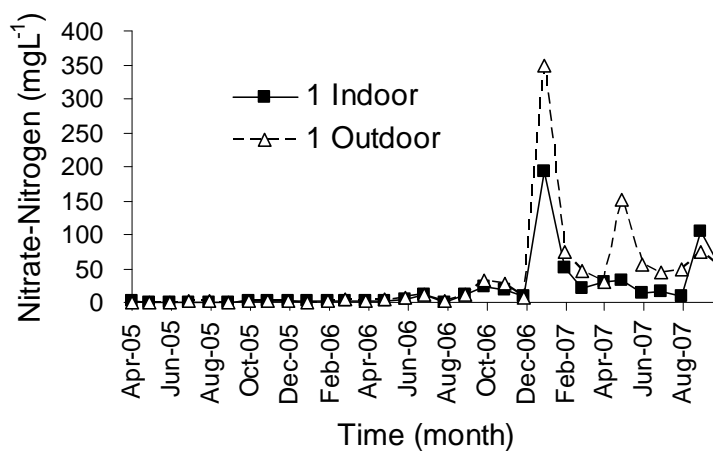 Nitrate-Nitrogen (mgL-1)
400
350
300
250
200
150
100
50
0
1 Indoor
1 Outdoor
Apr-05
Jun-05
Aug-05
Oct-05
Dec-05
Feb-06
Apr-06
Jun-06
Aug-06
Oct-06
Dec-06
Feb-07
Apr-07
Jun-07
Aug-07
Time (month)